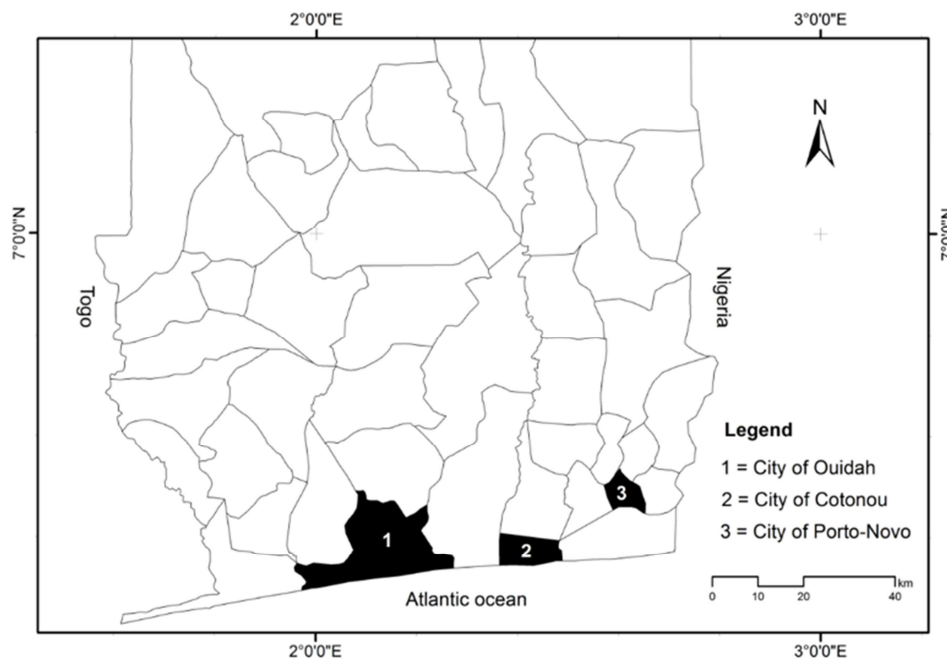 2°0'0"E 3°0'0"E
N
7°0'0"N 7°0'0"N
Togo
Nigeria
Legend
1 = City of Ouidah
2 = City of Cotonou
3 = City of Porto-Novo
3
1
2
km
0 10 20 40
Atlantic ocean
2°0'0"E 3°0'0"E